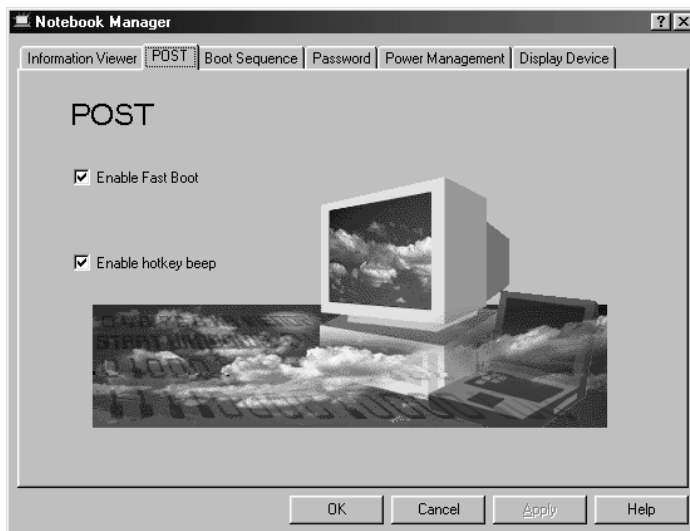 Notebook Manager
Information Viewer POST Boot Sequence Password Power Management Display Device
POST
Enable Fast Boot
Enable hotkey beep
OK Cancel Apply Help